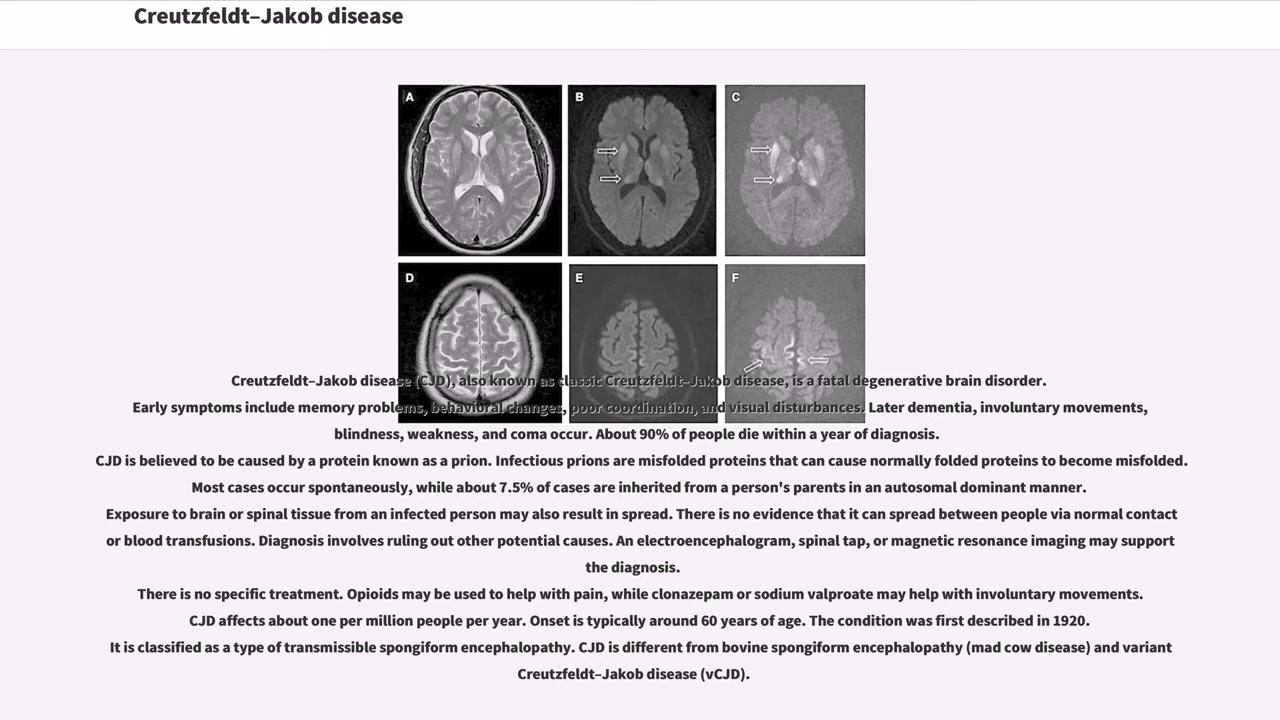 Creutzfeldt–Jakob disease
A
B
C
D
E
F
Creutzfeldt–Jakob disease (CJD), also known as classic Creutzfeldt–Jakob disease, is a fatal degenerative brain disorder.
Early symptoms include memory problems, behavioral changes, poor coordination, and visual disturbances. Later dementia, involuntary movements,
blindness, weakness, and coma occur. About 90% of people die within a year of diagnosis.
CJD is believed to be caused by a protein known as a prion. Infectious prions are misfolded proteins that can cause normally folded proteins to become misfolded.
Most cases occur spontaneously, while about 7.5% of cases are inherited from a person's parents in an autosomal dominant manner.
Exposure to brain or spinal tissue from an infected person may also result in spread. There is no evidence that it can spread between people via normal contact
or blood transfusions. Diagnosis involves ruling out other potential causes. An electroencephalogram, spinal tap, or magnetic resonance imaging may support
the diagnosis.
There is no specific treatment. Opioids may be used to help with pain, while clonazepam or sodium valproate may help with involuntary movements.
CJD affects about one per million people per year. Onset is typically around 60 years of age. The condition was first described in 1920.
It is classified as a type of transmissible spongiform encephalopathy. CJD is different from bovine spongiform encephalopathy (mad cow disease) and variant
Creutzfeldt–Jakob disease (vCJD).